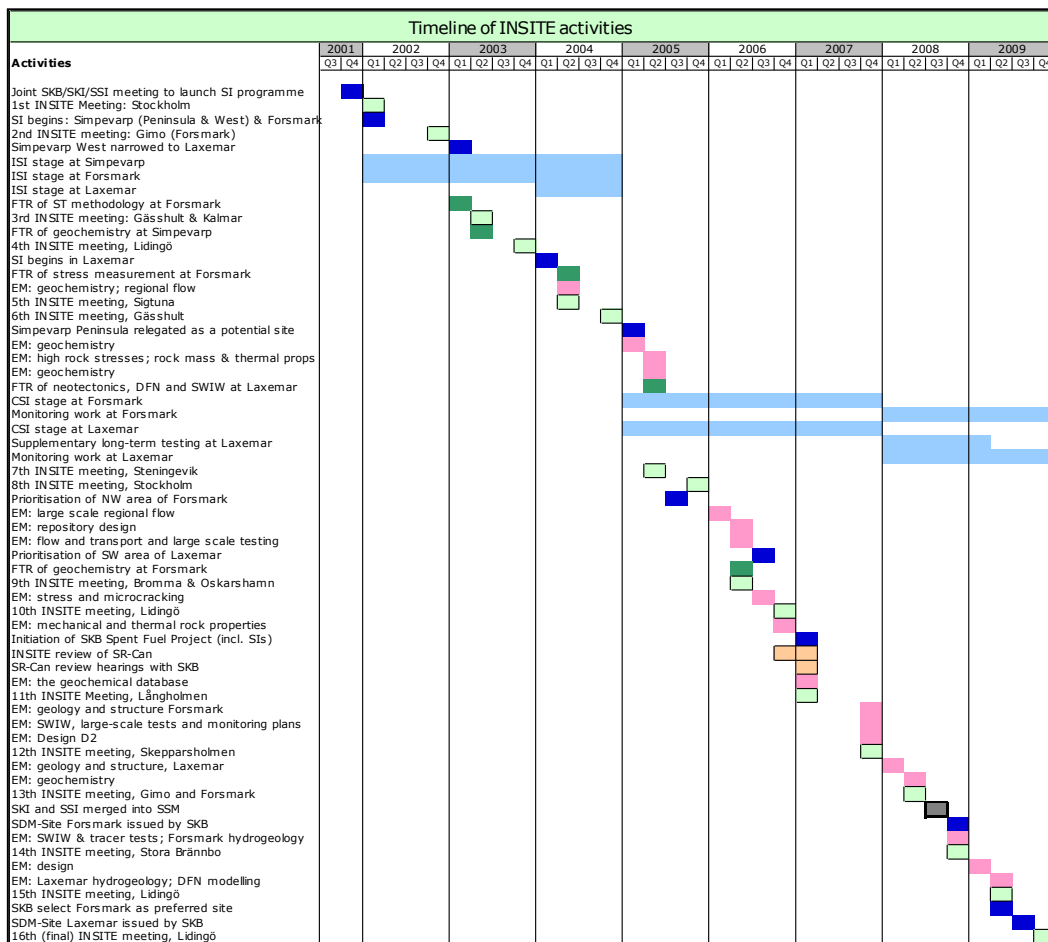 Timeline of INSITE activities
2001 2002 2003 2004 2005 2006 2007 2008 2009
Activities Q3 Q4 Q1 Q2 Q3 Q4 Q1 Q2 Q3 Q4 Q1 Q2 Q3 Q4 Q1 Q2 Q3 Q4 Q1 Q2 Q3 Q4 Q1 Q2 Q3 Q4 Q1 Q2 Q3 Q4 Q1 Q2 Q3 Q4
Joint SKB/SKI/SSI meeting to launch SI programme
1st INSITE Meeting: Stockholm
SI begins: Simpevarp (Peninsula & West) & Forsmark
2nd INSITE meeting: Gimo (Forsmark)
Simpevarp West narrowed to Laxemar
ISI stage at Simpevarp
ISI stage at Forsmark
ISI stage at Laxemar
FTR of ST methodology at Forsmark
3rd INSITE meeting: Gässhult & Kalmar
FTR of geochemistry at Simpevarp
4th INSITE meeting, Lidingö
SI begins in Laxemar
FTR of stress measurement at Forsmark
EM: geochemistry; regional flow
5th INSITE meeting, Sigtuna
6th INSITE meeting, Gässhult
Simpevarp Peninsula relegated as a potential site
EM: geochemistry
EM: high rock stresses; rock mass & thermal props
EM: geochemistry
FTR of neotectonics, DFN and SWIW at Laxemar
CSI stage at Forsmark
Monitoring work at Forsmark
CSI stage at Laxemar
Supplementary long-term testing at Laxemar
Monitoring work at Laxemar
7th INSITE meeting, Steningevik
8th INSITE meeting, Stockholm
Prioritisation of NW area of Forsmark
EM: large scale regional flow
EM: repository design
EM: flow and transport and large scale testing
Prioritisation of SW area of Laxemar
FTR of geochemistry at Forsmark
9th INSITE meeting, Bromma & Oskarshamn
EM: stress and microcracking
10th INSITE meeting, Lidingö
EM: mechanical and thermal rock properties
Initiation of SKB Spent Fuel Project (incl. SIs)
INSITE review of SR-Can
SR-Can review hearings with SKB
EM: the geochemical database
11th INSITE Meeting, Långholmen
EM: geology and structure Forsmark
EM: SWIW, large-scale tests and monitoring plans
EM: Design D2
12th INSITE meeting, Skepparsholmen
EM: geology and structure, Laxemar
EM: geochemistry
13th INSITE meeting, Gimo and Forsmark
SKI and SSI merged into SSM
SDM-Site Forsmark issued by SKB
EM: SWIW & tracer tests; Forsmark hydrogeology
14th INSITE meeting, Stora Brännbo
EM: design
EM: Laxemar hydrogeology; DFN modelling
15th INSITE meeting, Lidingö
SKB select Forsmark as preferred site
SDM-Site Laxemar issued by SKB
16th (final) INSITE meeting, Lidingö